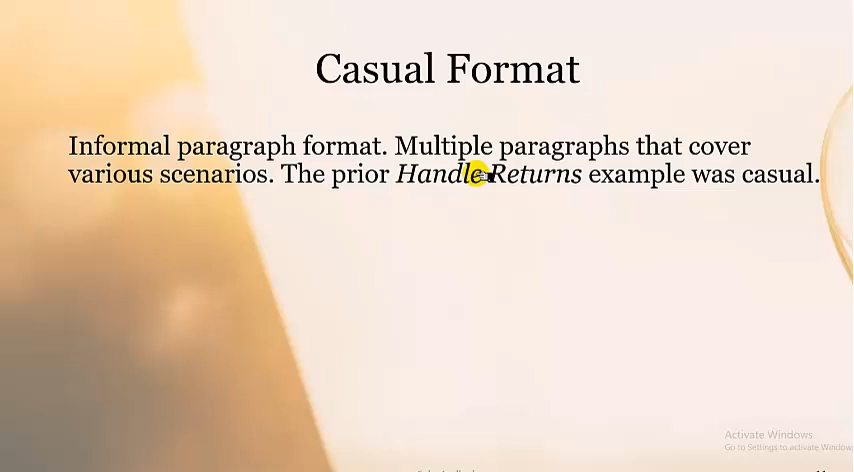 Casual Format
Informal paragraph format. Multiple paragraphs that cover
various scenarios. The prior Handle Returns example was casual.
Activate Windows
Go to Settings to activate Windows